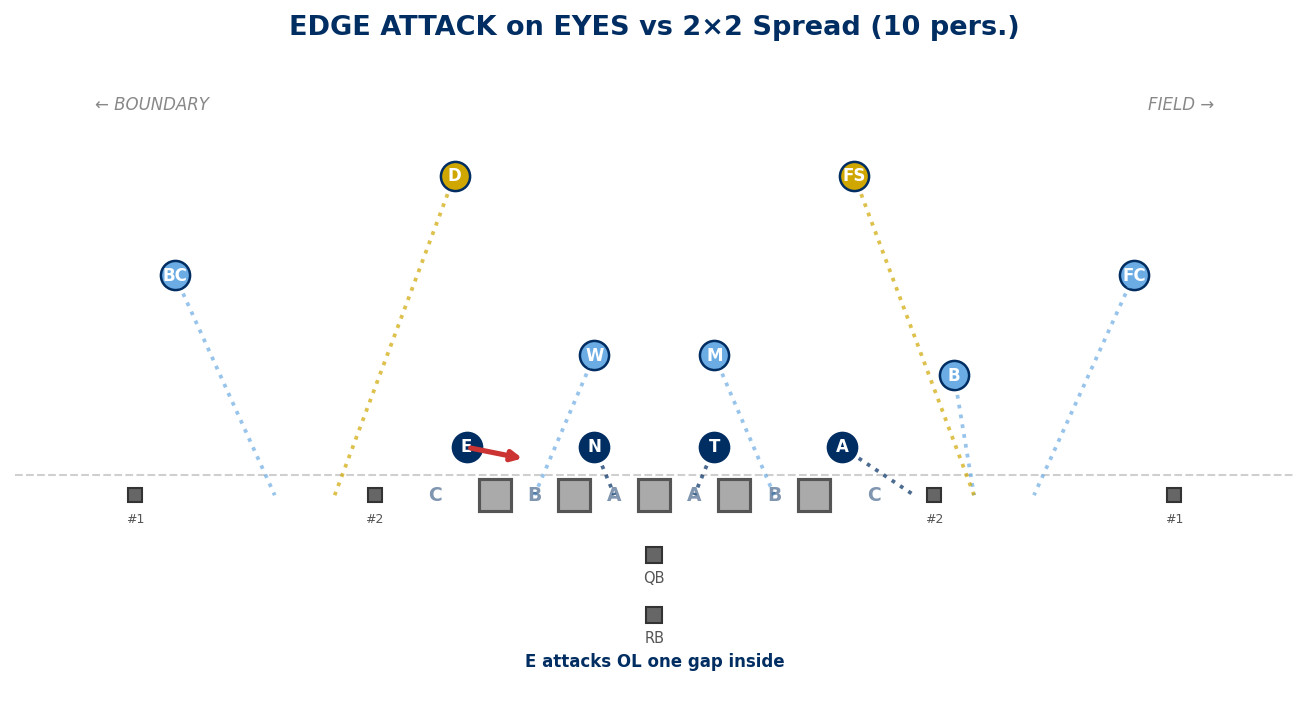 EDGE ATTACK on EYES vs 2×2 Spread (10 pers.)
← BOUNDARY FIELD →
D FS
BC FC
W M
B
E N T A
C B A A B C
#1 #2 #2 #1
QB
RB
E attacks OL one gap inside